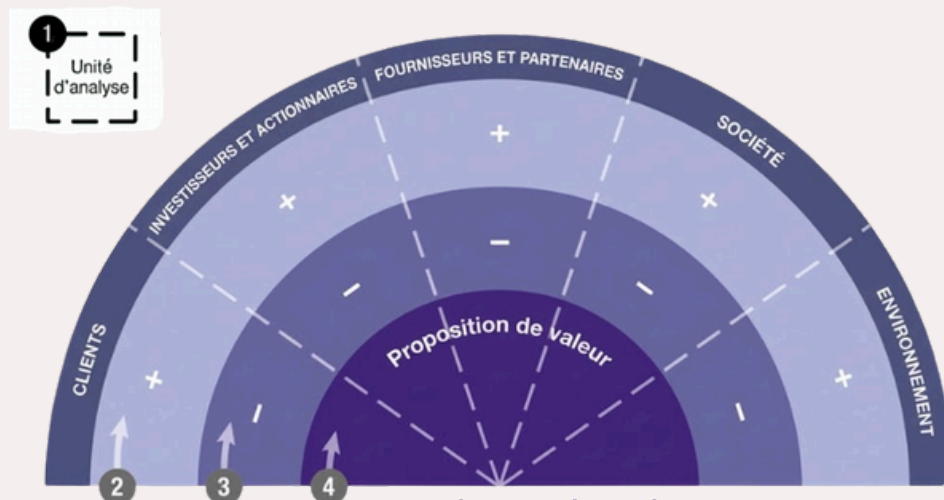 1
Unité
d'analyse
CLIENTS
INVESTISSEURS ET ACTIONNAIRES
FOURNISSEURS ET PARTENAIRES
SOCIÉTÉ
ENVIRONNEMENT
+
+
+
+
+
−
−
−
−
−
Proposition de valeur
2
3
4